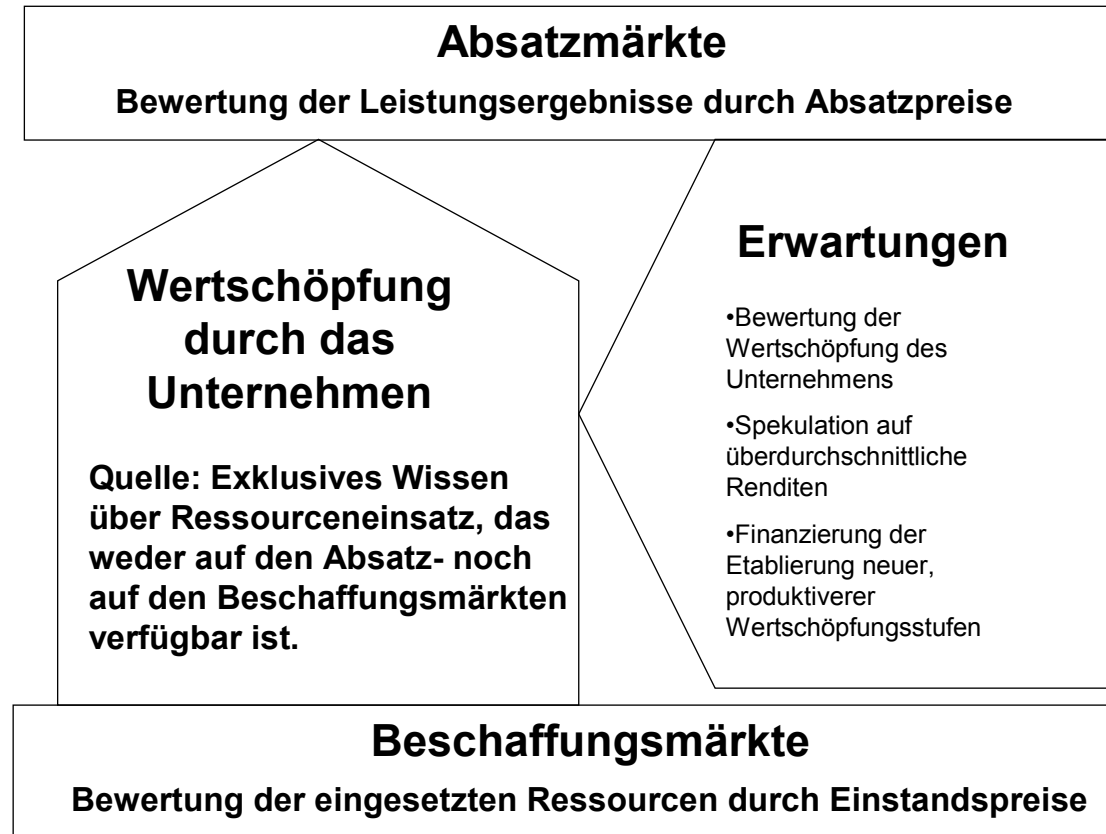 Absatzmärkte
Bewertung der Leistungsergebnisse durch Absatzpreise
Wertschöpfung
durch das
Unternehmen
Quelle: Exklusives Wissen
über Ressourceneinsatz, das
weder auf den Absatz- noch
auf den Beschaffungsmärkten
verfügbar ist.
Erwartungen
•Bewertung der
Wertschöpfung des
Unternehmens
•Spekulation auf
überdurchschnittliche
Renditen
•Finanzierung der
Etablierung neuer,
produktiverer
Wertschöpfungsstufen
Beschaffungsmärkte
Bewertung der eingesetzten Ressourcen durch Einstandspreise